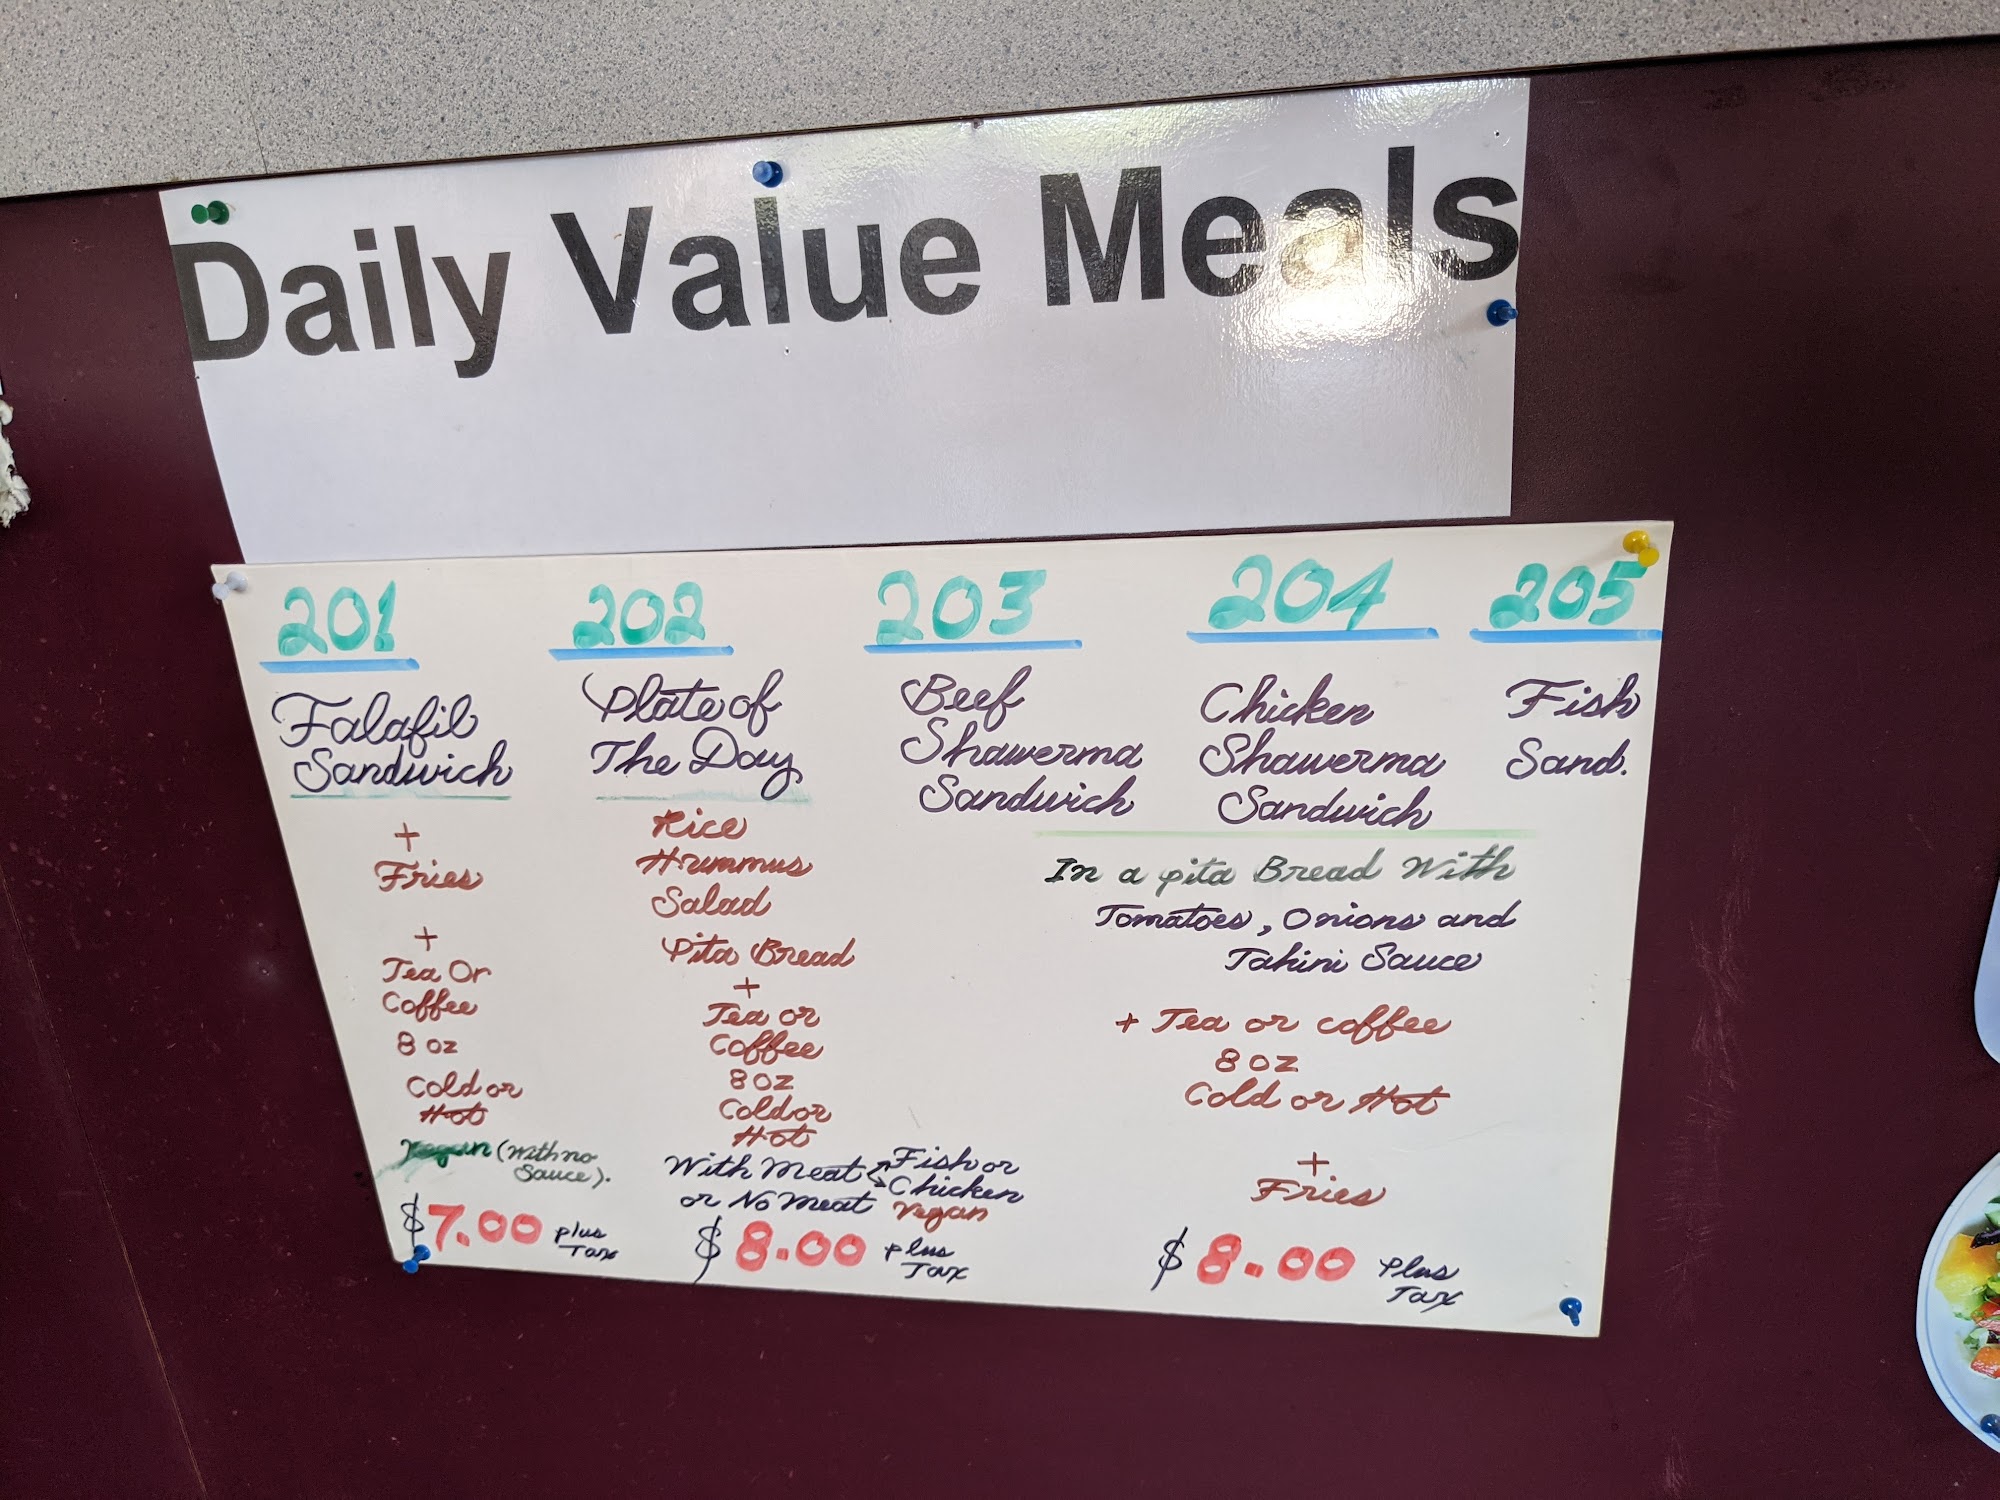 Daily Value Meals
201
Falafil
Sandwich
+
Fries
+
Tea Or
Coffee
8 oz
Cold or
Hot
Vegan (With no
Sauce).
$7.00 plus
Tax
202
Plate of
The Day
Rice
Hummus
Salad
Pita Bread
+
Tea or
Coffee
8 oz
Cold or
Hot
With Meat Fish or
Chicken
or No Meat Vegan
$8.00 plus
Tax
203
Beef
Shawerma
Sandwich
204
Chicken
Shawerma
Sandwich
205
Fish
Sand.
In a pita Bread With
Tomatoes, Onions and
Tahini Sauce
+ Tea or coffee
8 oz
Cold or Hot
+
Fries
$8.00 Plus
Tax